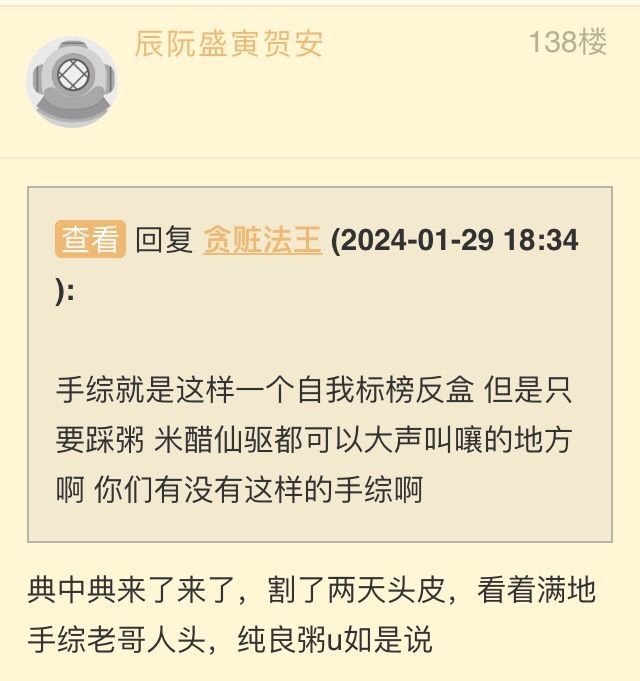 辰阮盛寅贺安
138楼
查看 回复 贪赃法王 (2024-01-29 18:34
):
手综就是这样一个自我标榜反盒 但是只
要踩粥 米醋仙驱都可以大声叫嚷的地方
啊 你们有没有这样的手综啊
典中典来了来了，割了两天头皮，看着满地
手综老哥人头，纯良粥u如是说